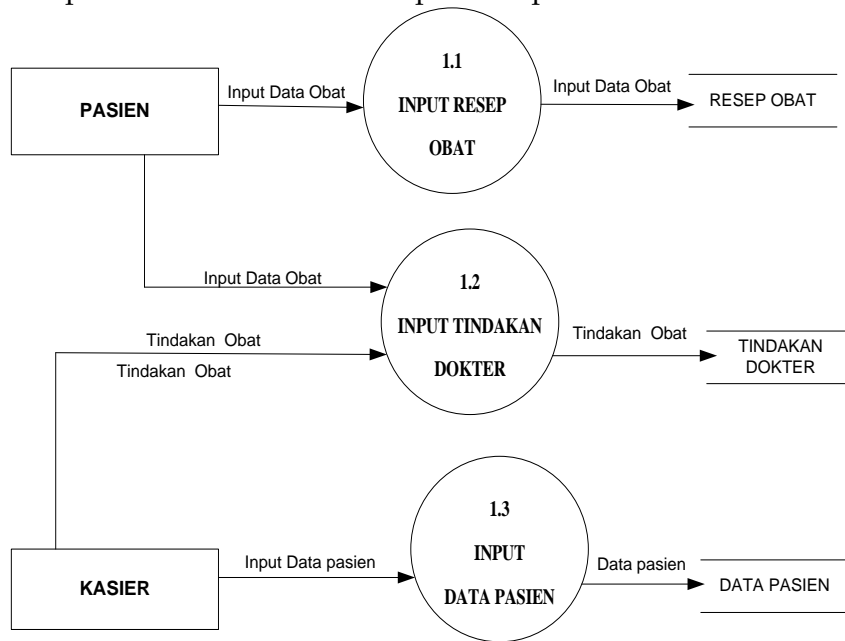 1.1
Input Data Obat
INPUT RESEP
OBAT
PASIEN
Input Data Obat
RESEP OBAT
Input Data Obat
1.2
INPUT TINDAKAN
DOKTER
Tindakan Obat
Tindakan Obat
Tindakan Obat
TINDAKAN
DOKTER
1.3
INPUT
DATA PASIEN
KASIER
Input Data pasien
Data pasien
DATA PASIEN